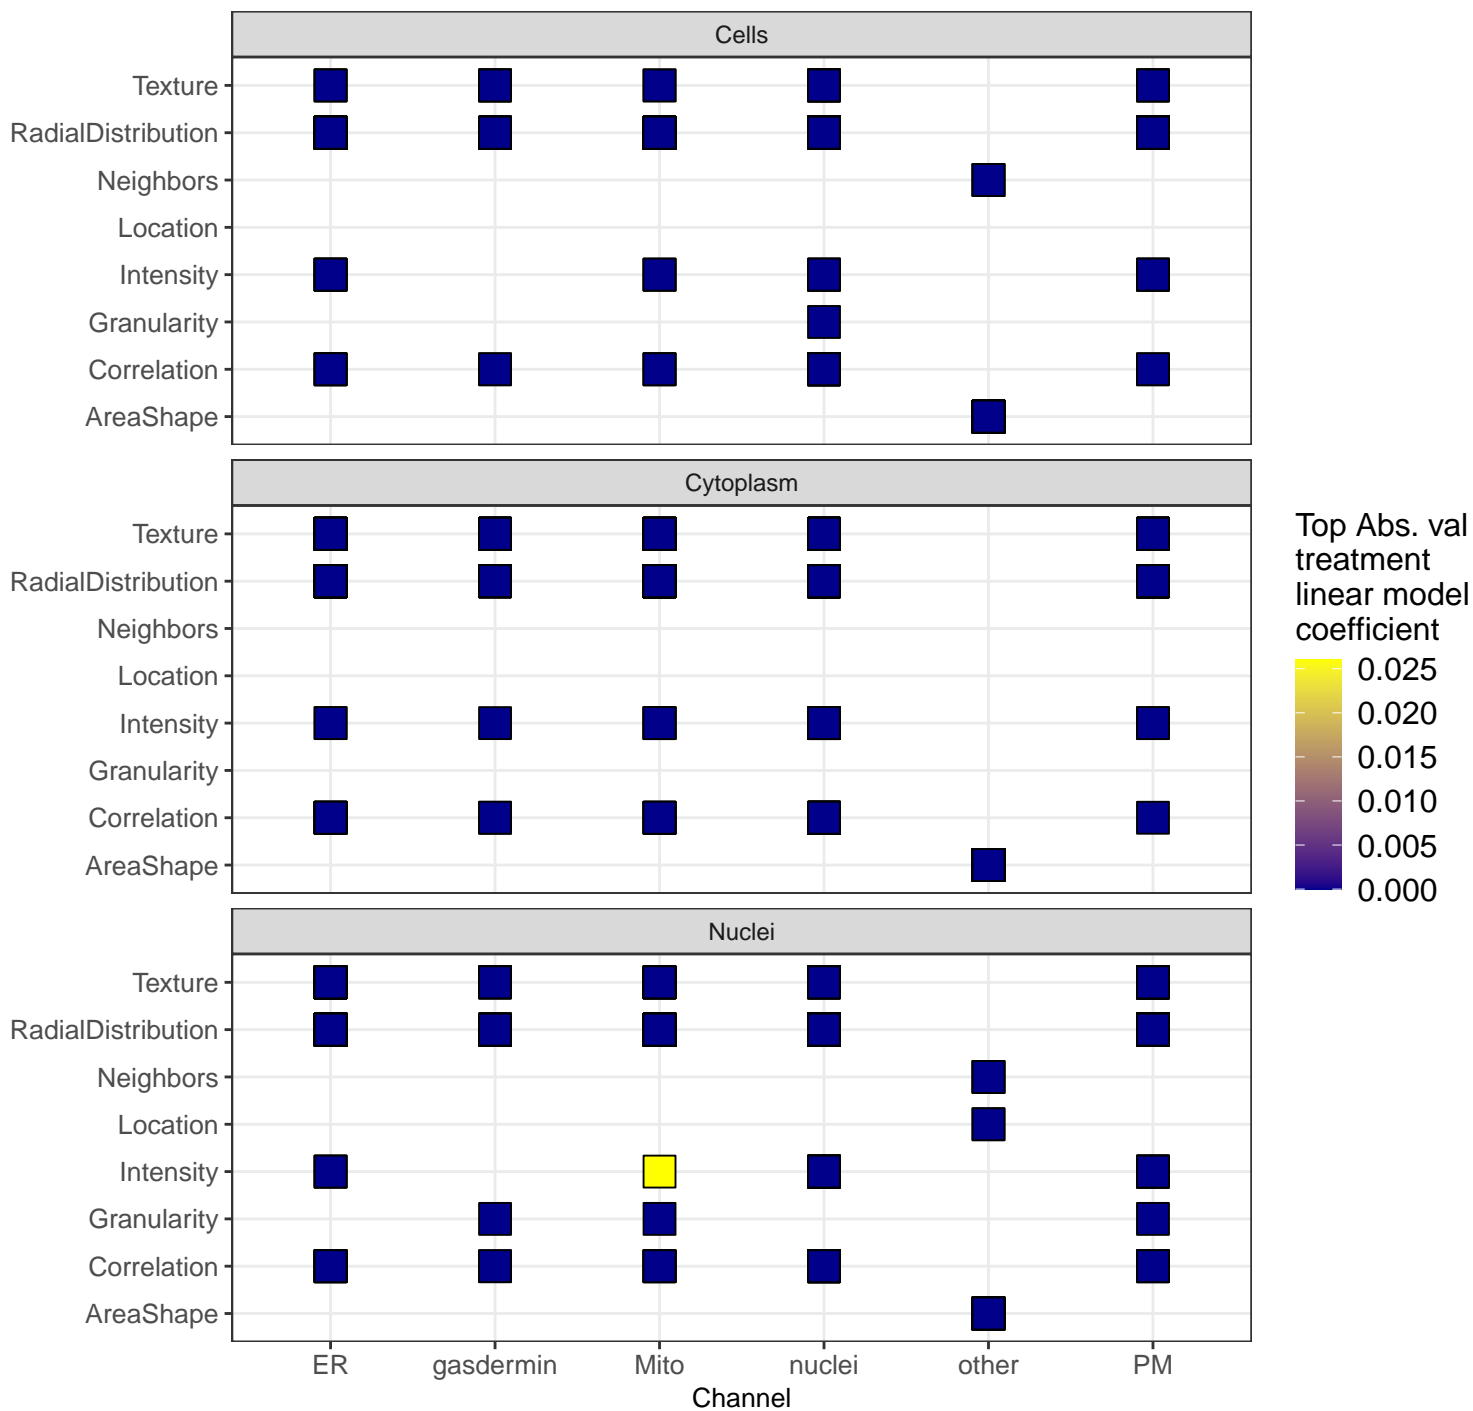 Cells
Texture
RadialDistribution
Neighbors
Location
Intensity
Granularity
Correlation
AreaShape
Cytoplasm
Texture
RadialDistribution
Neighbors
Location
Intensity
Granularity
Correlation
AreaShape
Nuclei
Texture
RadialDistribution
Neighbors
Location
Intensity
Granularity
Correlation
AreaShape
ER gasdermin Mito nuclei other PM
Channel
Top Abs. val
treatment
linear model
coefficient
0.025
0.020
0.015
0.010
0.005
0.000